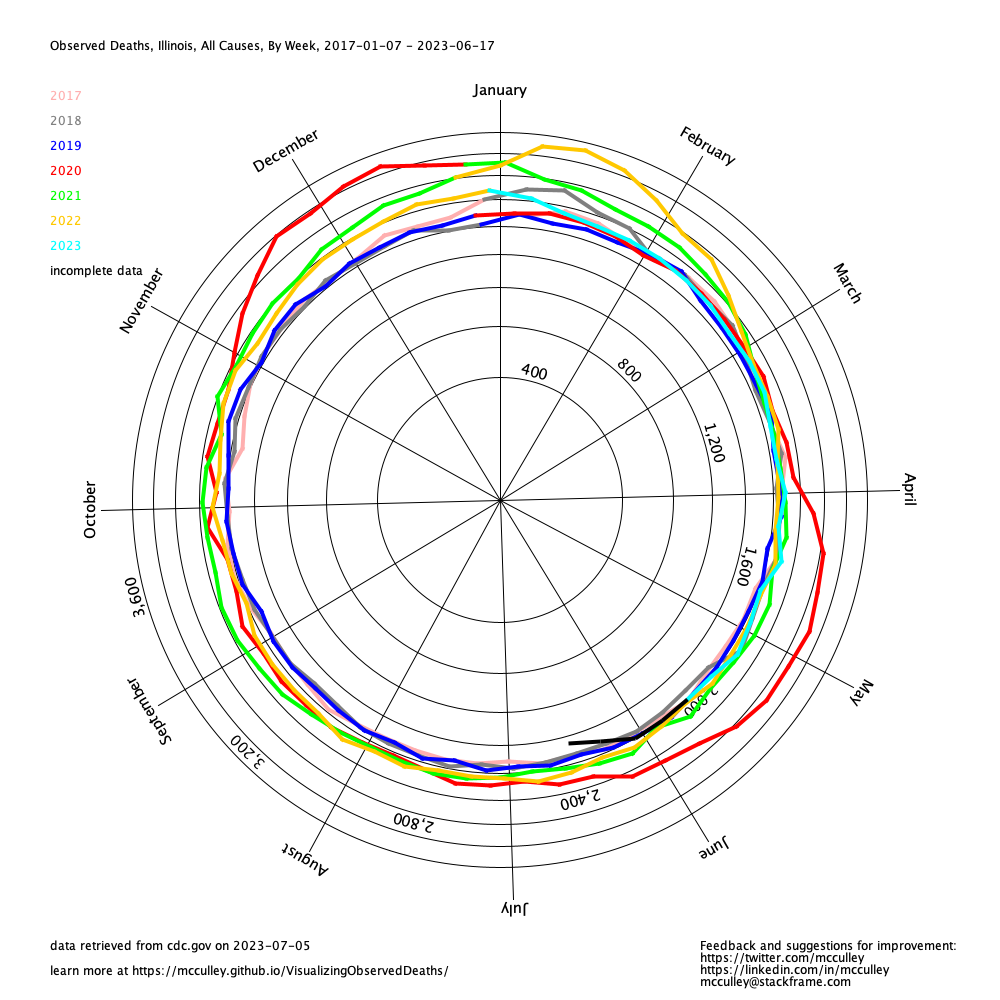 Observed Deaths, Illinois, All Causes, By Week, 2017-01-07 - 2023-06-17
2017
2018
2019
2020
2021
2022
2023
incomplete data
January
February
March
April
May
June
July
August
September
October
November
December
400
800
1,200
1,600
2,000
2,400
2,800
3,200
3,600
data retrieved from cdc.gov on 2023-07-05
learn more at https://mcculley.github.io/VisualizingObservedDeaths/
Feedback and suggestions for improvement:
https://twitter.com/mcculley
https://linkedin.com/in/mcculley
mcculley@stackframe.com